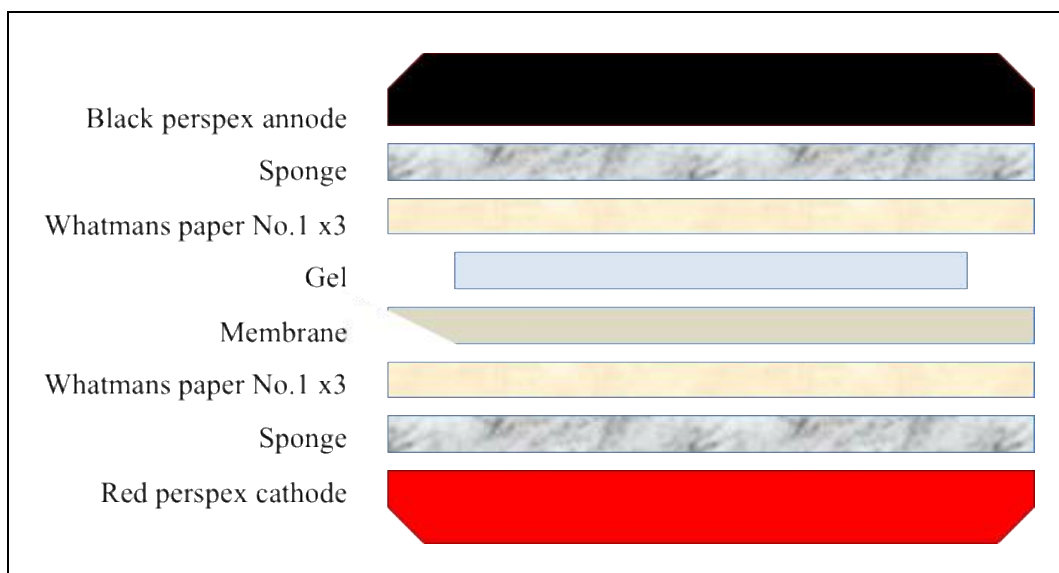 Black perspex annode
Sponge
Whatmans paper No.1 x3
Gel
Membrane
Whatmans paper No.1 x3
Sponge
Red perspex cathode